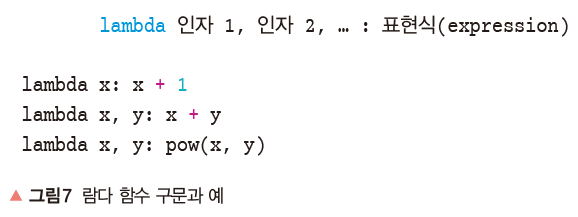 lambda 인자 1, 인자 2, … : 표현식(expression)
lambda x: x + 1
lambda x, y: x + y
lambda x, y: pow(x, y)
▲ 그림7 람다 함수 구문과 예